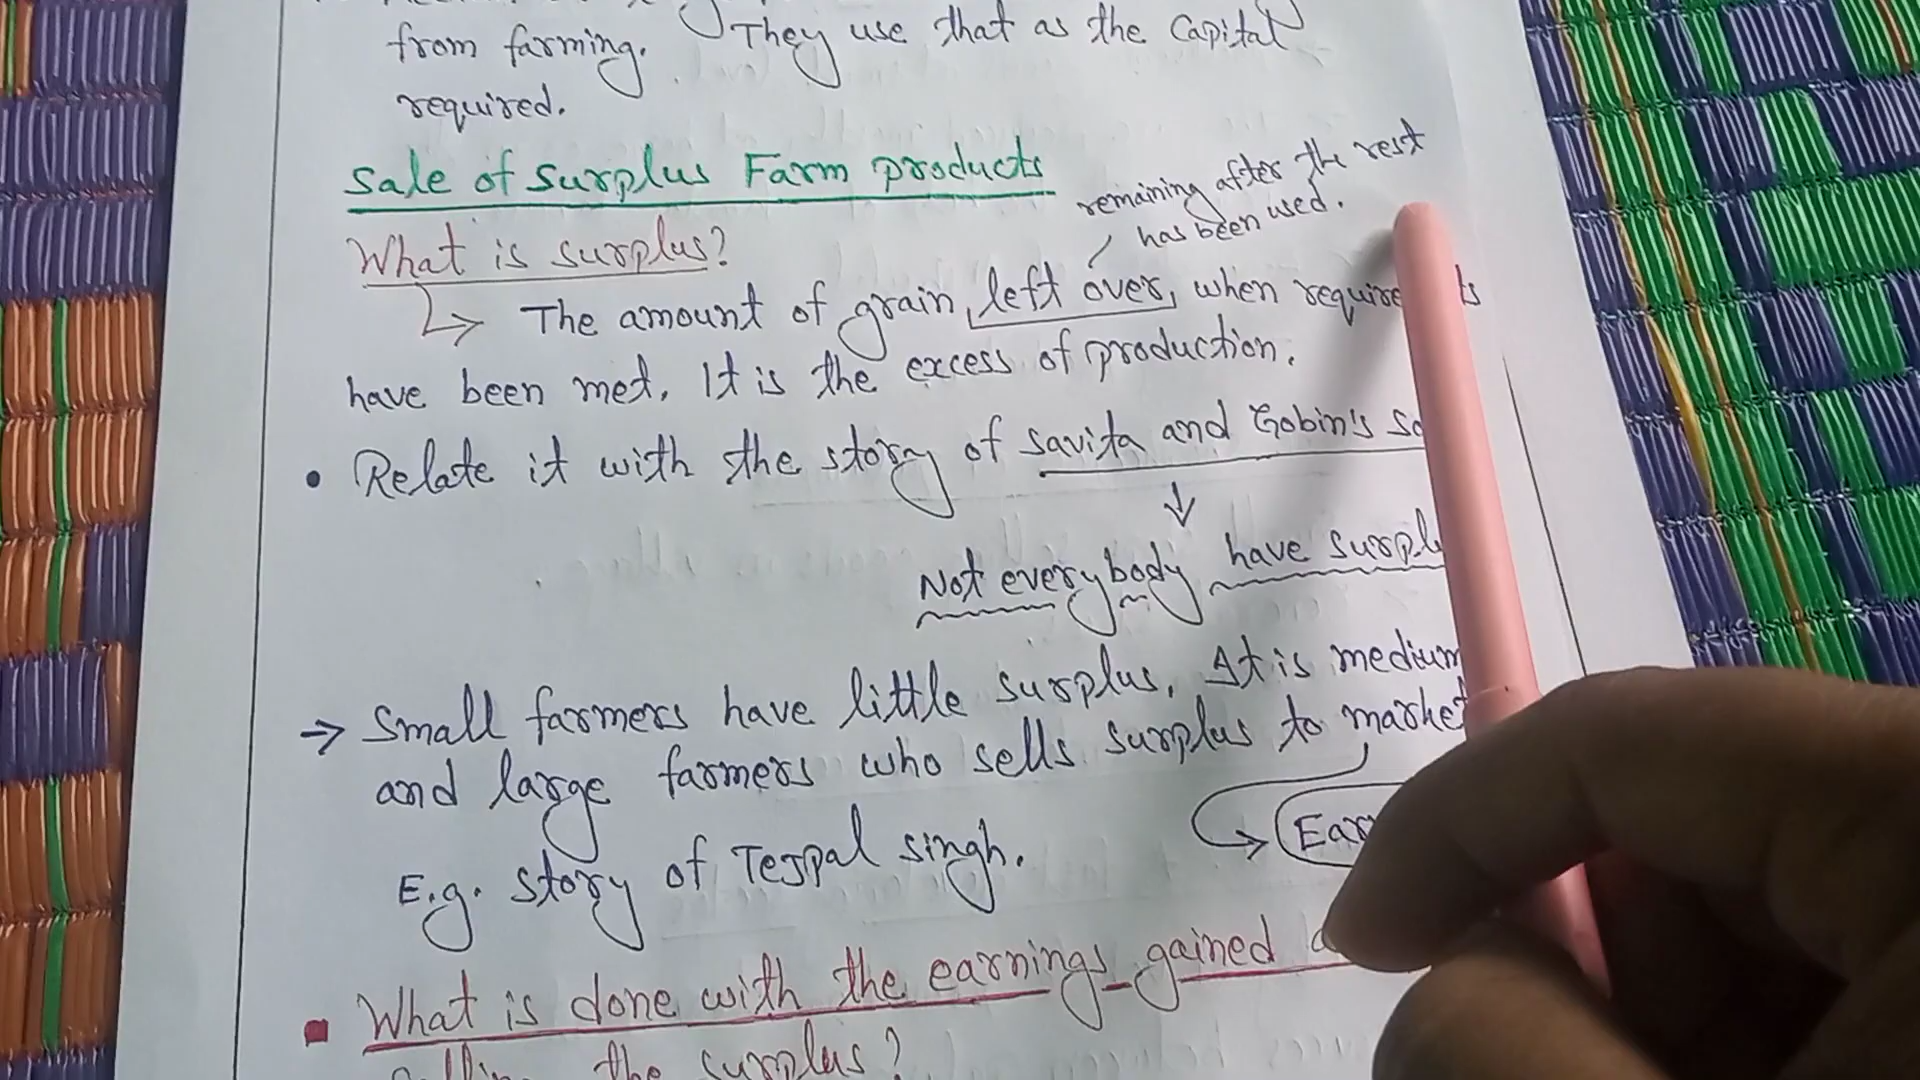 from farming. They use that as the Capital
required.
Sale of Surplus Farm products
What is surplus?
remaining after the rest
has been used.
The amount of grain left over, when
have been met. It is the excess of production.
• Relate it with the story of savita and Gobin's
Not everybody have
→ Small farmers have little surplus. It is medium
and large farmers who sells surplus to market
E.g. story of Tejpal singh.
What is done with the earnings gained
the surplus?